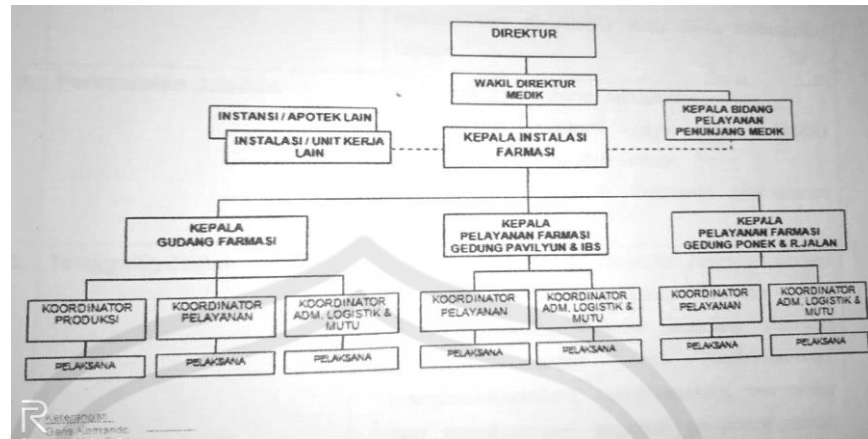 DIREKTUR
WAKIL DIREKTUR
MEDIK
KEPALA BIDANG
PELAYANAN
PENUNJANG MEDIK
INSTANSI / APOTEK LAIN
INSTALASI / UNIT KERJA
LAIN
KEPALA INSTALASI
FARMASI
KEPALA
GUDANG FARMASI
KEPALA
PELAYANAN FARMASI
GEDUNG PAVILYUN & IBS
KEPALA
PELAYANAN FARMASI
GEDUNG PONEK & R.JALAN
KOORDINATOR
PRODUKSI
KOORDINATOR
PELAYANAN
KOORDINATOR
ADM. LOGISTIK &
MUTU
KOORDINATOR
PELAYANAN
KOORDINATOR
ADM. LOGISTIK &
MUTU
KOORDINATOR
PELAYANAN
KOORDINATOR
ADM. LOGISTIK &
MUTU
PELAKSANA
PELAKSANA
PELAKSANA
PELAKSANA
PELAKSANA
PELAKSANA
PELAKSANA
Keterangan
Garis Komando